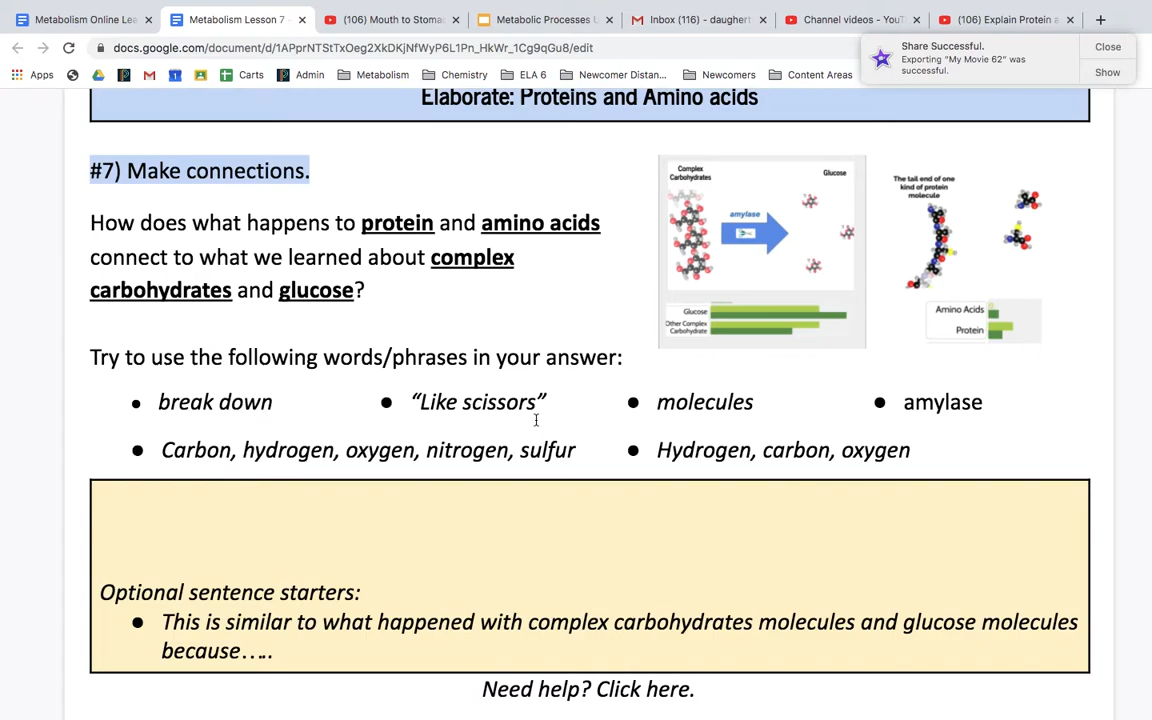 Metabolism Online Lea
Metabolism Lesson 7 -
(106) Mouth to Stomac
Metabolic Processes U
Inbox (116) - daugher
Channel videos - YouT
(106) Explain Protein a
docs.google.com/document/d/1APprNTStTxOeg2XkDKjNfWyP6L1Pn_HkWr_1Cg9qGu8/edit
Share Successful.
Exporting "My Movie 62" was
successful.
Close
Show
Apps
Carts
Admin
Metabolism
Chemistry
ELA 6
Newcomer Distan...
Newcomers
Content Areas
Elaborate: Proteins and Amino acids
#7) Make connections.
How does what happens to protein and amino acids
connect to what we learned about complex
carbohydrates and glucose?
Complex
Carbohydrates
Glucose
amylase
Glucose
Other Complex
Carbohydrate
The tail end of one
kind of protein
molecule
Amino Acids
Protein
Try to use the following words/phrases in your answer:
● break down
● “Like scissors”
● molecules
● amylase
● Carbon, hydrogen, oxygen, nitrogen, sulfur
● Hydrogen, carbon, oxygen
Optional sentence starters:
● This is similar to what happened with complex carbohydrates molecules and glucose molecules
because…..
Need help? Click here.